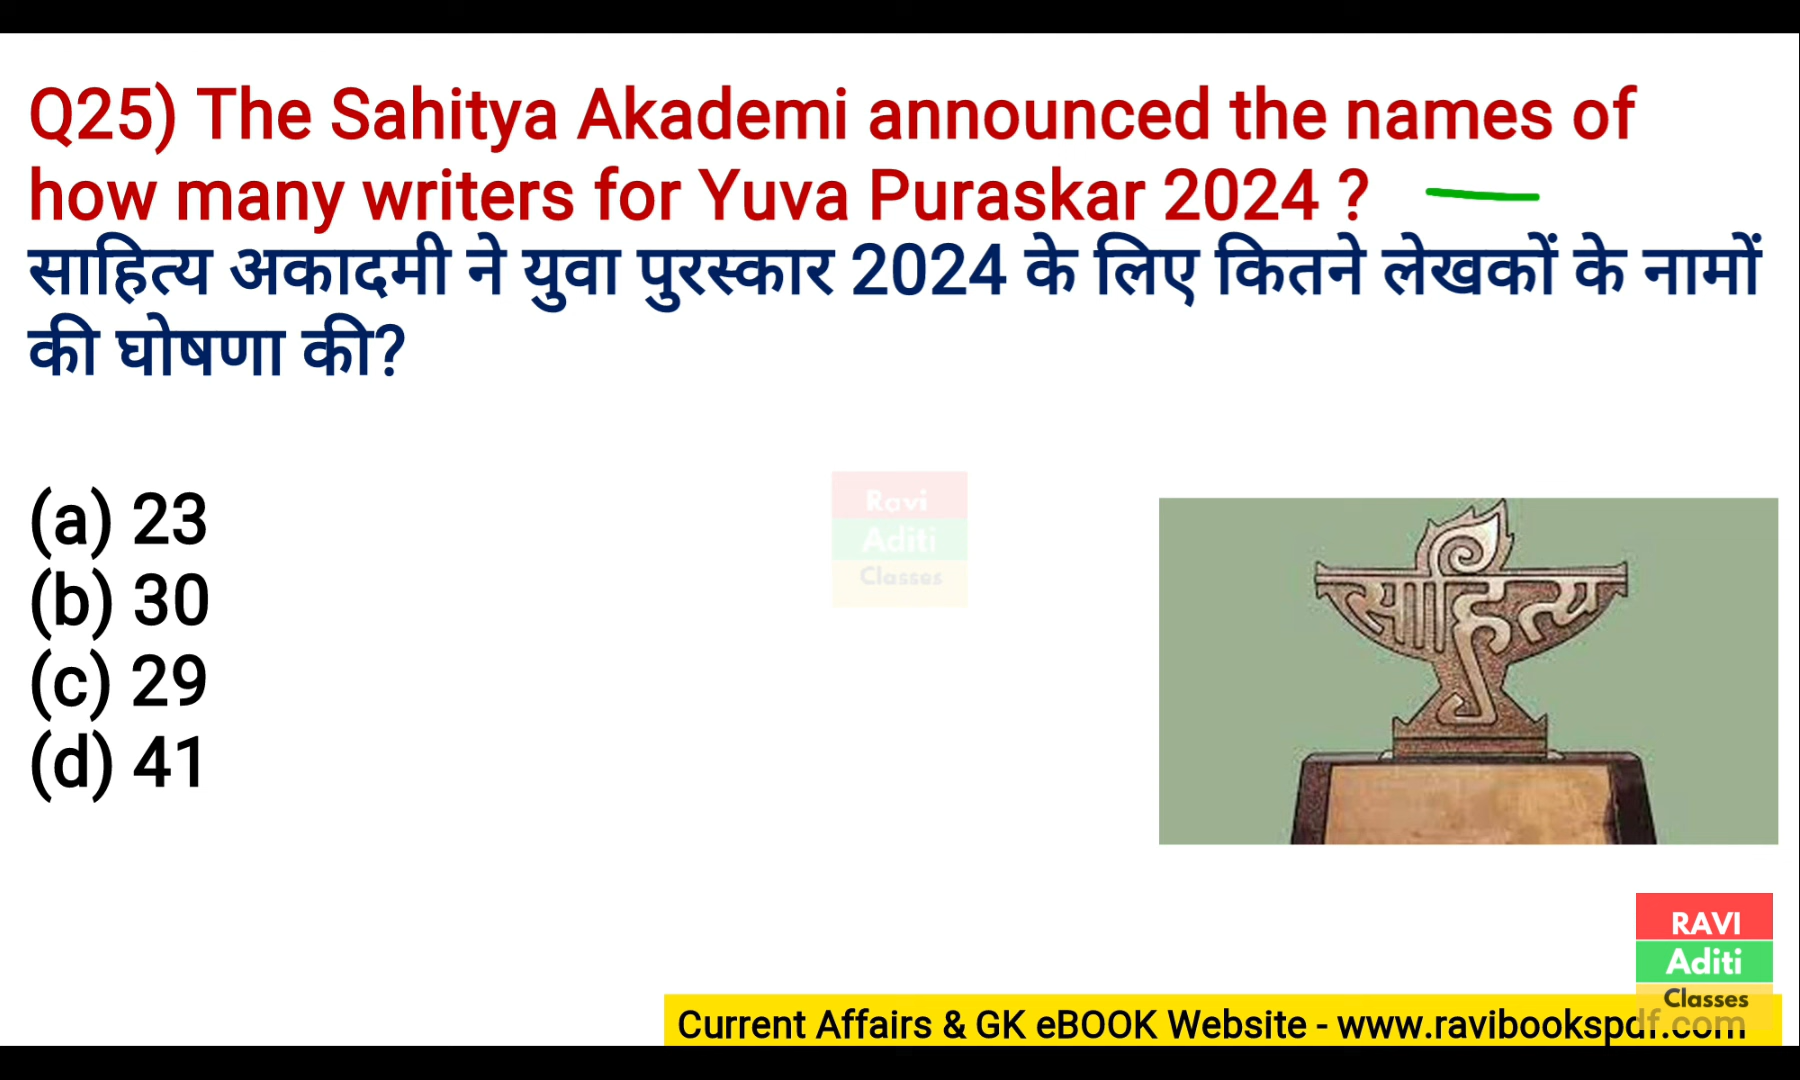 Q25) The Sahitya Akademi announced the names of
how many writers for Yuva Puraskar 2024 ?
साहित्य अकादमी ने युवा पुरस्कार 2024 के लिए कितने लेखकों के नामों
की घोषणा की?
(a) 23
(b) 30
(c) 29
(d) 41
Ravi
Aditi
Classes
साहित्य
RAVI
Aditi
Classes
Current Affairs & GK eBOOK Website - www.ravibookspdf.com